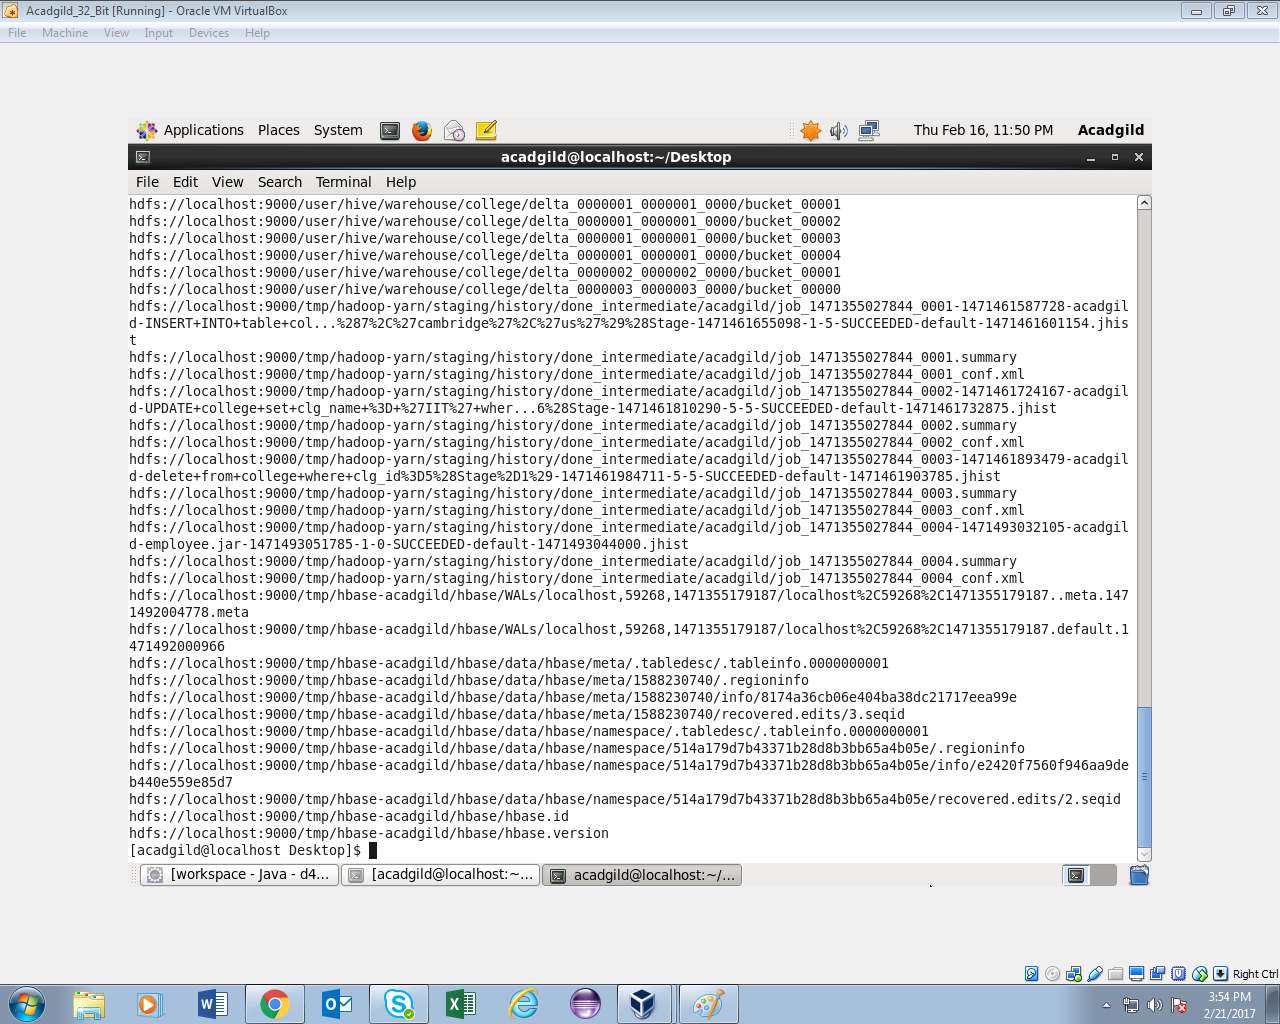 Acadgild_32_Bit [Running] - Oracle VM VirtualBox
File Machine View Input Devices Help
Applications Places System Thu Feb 16, 11:50 PM Acadgild
acadgild@localhost:~/Desktop
File Edit View Search Terminal Help
hdfs://localhost:9000/user/hive/warehouse/college/delta_0000001_0000001_0000/bucket_00001
hdfs://localhost:9000/user/hive/warehouse/college/delta_0000001_0000001_0000/bucket_00002
hdfs://localhost:9000/user/hive/warehouse/college/delta_0000001_0000001_0000/bucket_00003
hdfs://localhost:9000/user/hive/warehouse/college/delta_0000001_0000001_0000/bucket_00004
hdfs://localhost:9000/user/hive/warehouse/college/delta_0000002_0000002_0000/bucket_00001
hdfs://localhost:9000/user/hive/warehouse/college/delta_0000003_0000003_0000/bucket_00000
hdfs://localhost:9000/tmp/hadoop-yarn/staging/history/done_intermediate/acadgild/job_1471355027844_0001-1471461587728-acadgil
d-INSERT+INTO+table+col...%287%2C%27cambridge%27%2C%27us%27%29%28Stage-1471461655098-1-5-SUCCEEDED-default-1471461601154.jhis
t
hdfs://localhost:9000/tmp/hadoop-yarn/staging/history/done_intermediate/acadgild/job_1471355027844_0001.summary
hdfs://localhost:9000/tmp/hadoop-yarn/staging/history/done_intermediate/acadgild/job_1471355027844_0001_conf.xml
hdfs://localhost:9000/tmp/hadoop-yarn/staging/history/done_intermediate/acadgild/job_1471355027844_0002-1471461724167-acadgil
d-UPDATE+college+set+clg_name+%3D+%27IIT%27+wher...6%28Stage-1471461810290-5-5-SUCCEEDED-default-1471461732875.jhist
hdfs://localhost:9000/tmp/hadoop-yarn/staging/history/done_intermediate/acadgild/job_1471355027844_0002.summary
hdfs://localhost:9000/tmp/hadoop-yarn/staging/history/done_intermediate/acadgild/job_1471355027844_0002_conf.xml
hdfs://localhost:9000/tmp/hadoop-yarn/staging/history/done_intermediate/acadgild/job_1471355027844_0003-1471461893479-acadgil
d-delete+from+college+where+clg_id%3D5%28Stage%2D1%29-1471461984711-5-5-SUCCEEDED-default-1471461903785.jhist
hdfs://localhost:9000/tmp/hadoop-yarn/staging/history/done_intermediate/acadgild/job_1471355027844_0003.summary
hdfs://localhost:9000/tmp/hadoop-yarn/staging/history/done_intermediate/acadgild/job_1471355027844_0003_conf.xml
hdfs://localhost:9000/tmp/hadoop-yarn/staging/history/done_intermediate/acadgild/job_1471355027844_0004-1471493032105-acadgil
d-employee.jar-1471493051785-1-0-SUCCEEDED-default-1471493044000.jhist
hdfs://localhost:9000/tmp/hadoop-yarn/staging/history/done_intermediate/acadgild/job_1471355027844_0004.summary
hdfs://localhost:9000/tmp/hadoop-yarn/staging/history/done_intermediate/acadgild/job_1471355027844_0004_conf.xml
hdfs://localhost:9000/tmp/hbase-acadgild/hbase/WALs/localhost,59268,1471355179187/localhost%2C59268%2C1471355179187..meta.147
1492004778.meta
hdfs://localhost:9000/tmp/hbase-acadgild/hbase/WALs/localhost,59268,1471355179187/localhost%2C59268%2C1471355179187.default.1
471492000966
hdfs://localhost:9000/tmp/hbase-acadgild/hbase/data/hbase/meta/.tabledesc/.tableinfo.0000000001
hdfs://localhost:9000/tmp/hbase-acadgild/hbase/data/hbase/meta/1588230740/.regioninfo
hdfs://localhost:9000/tmp/hbase-acadgild/hbase/data/hbase/meta/1588230740/info/8174a36cb06e404ba38dc21717eea99e
hdfs://localhost:9000/tmp/hbase-acadgild/hbase/data/hbase/meta/1588230740/recovered.edits/3.seqid
hdfs://localhost:9000/tmp/hbase-acadgild/hbase/data/hbase/namespace/.tabledesc/.tableinfo.0000000001
hdfs://localhost:9000/tmp/hbase-acadgild/hbase/data/hbase/namespace/514a179d7b43371b28d8b3bb65a4b05e/.regioninfo
hdfs://localhost:9000/tmp/hbase-acadgild/hbase/data/hbase/namespace/514a179d7b43371b28d8b3bb65a4b05e/info/e2420f7560f946aa9de
b440e559e85d7
hdfs://localhost:9000/tmp/hbase-acadgild/hbase/data/hbase/namespace/514a179d7b43371b28d8b3bb65a4b05e/recovered.edits/2.seqid
hdfs://localhost:9000/tmp/hbase-acadgild/hbase/hbase.id
hdfs://localhost:9000/tmp/hbase-acadgild/hbase/hbase.version
[acadgild@localhost Desktop]$
[workspace - Java - d4... [acadgild@localhost:~... acadgild@localhost:~/...
Right Ctrl
3:54 PM
2/21/2017